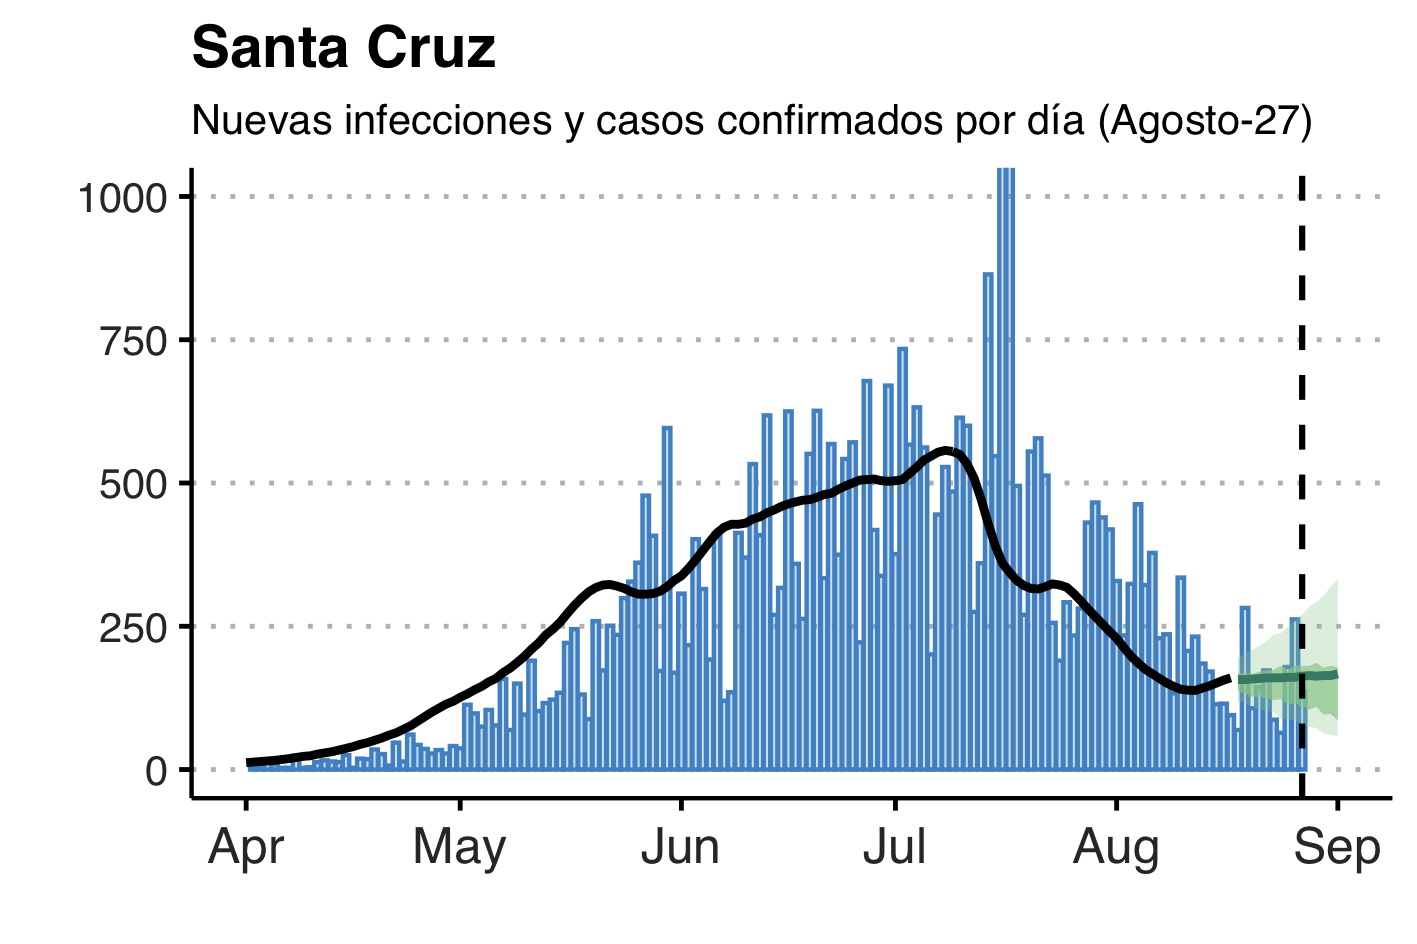 Santa Cruz
Nuevas infecciones y casos confirmados por día (Agosto-27)
1000
750
500
250
0
Apr May Jun Jul Aug Sep